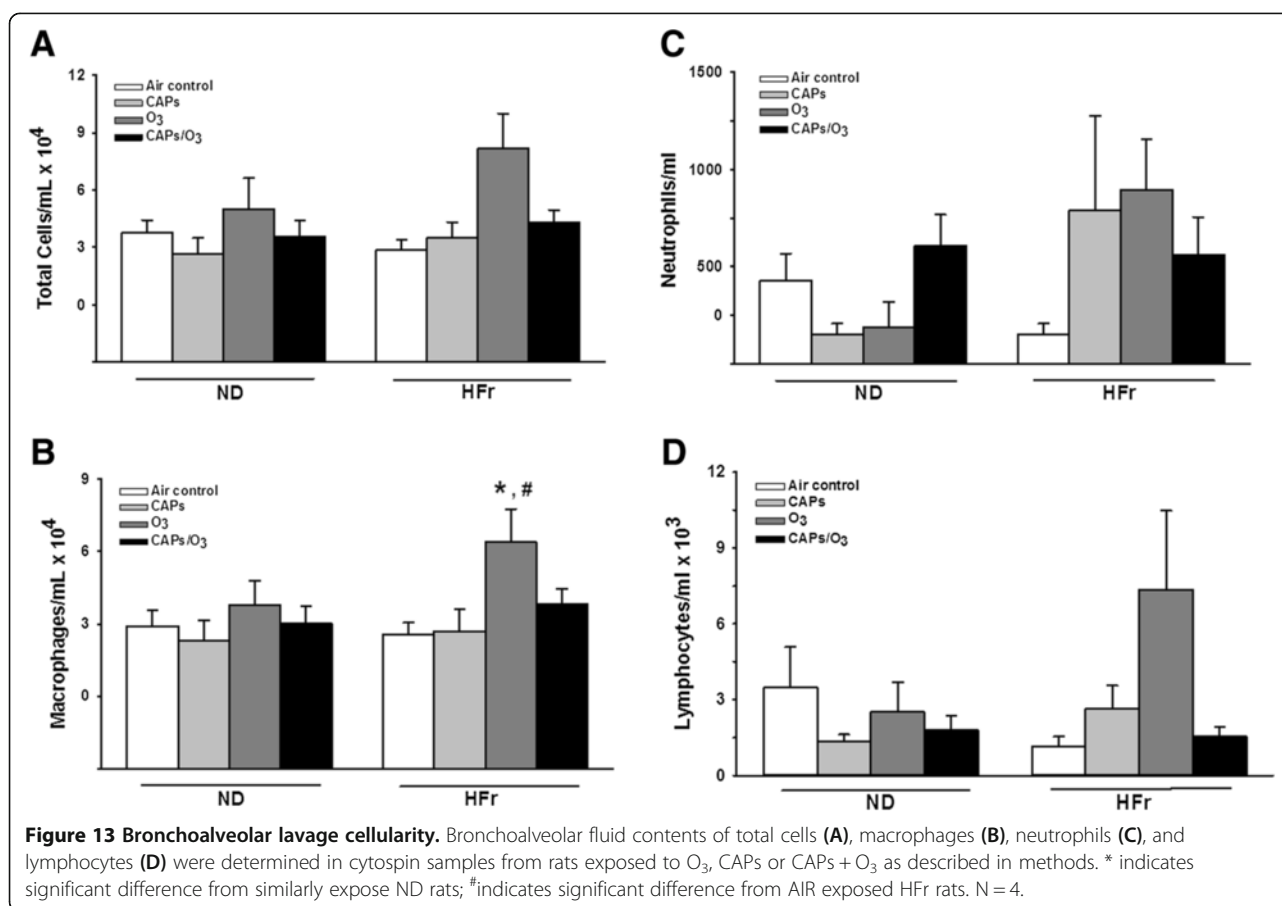 A
Total Cells/mL x 10⁴
12
9
6
3
0
Air control
CAPs
O₃
CAPs/O₃
ND
HFr
B
Macrophages/mL x 10⁴
9
6
3
0
Air control
CAPs
O₃
CAPs/O₃
*, #
ND
HFr
C
Neutrophils/ml
1500
1000
500
0
Air control
CAPs
O₃
CAPs/O₃
ND
HFr
D
Lymphocytes/ml x 10³
12
9
3
0
Air control
CAPs
O₃
CAPs/O₃
ND
HFr
Figure 13 Bronchoalveolar lavage cellularity. Bronchoalveolar fluid contents of total cells (A), macrophages (B), neutrophils (C), and
lymphocytes (D) were determined in cytospin samples from rats exposed to O₃, CAPs or CAPs + O₃ as described in methods. * indicates
significant difference from similarly expose ND rats; #indicates significant difference from AIR exposed HFr rats. N = 4.